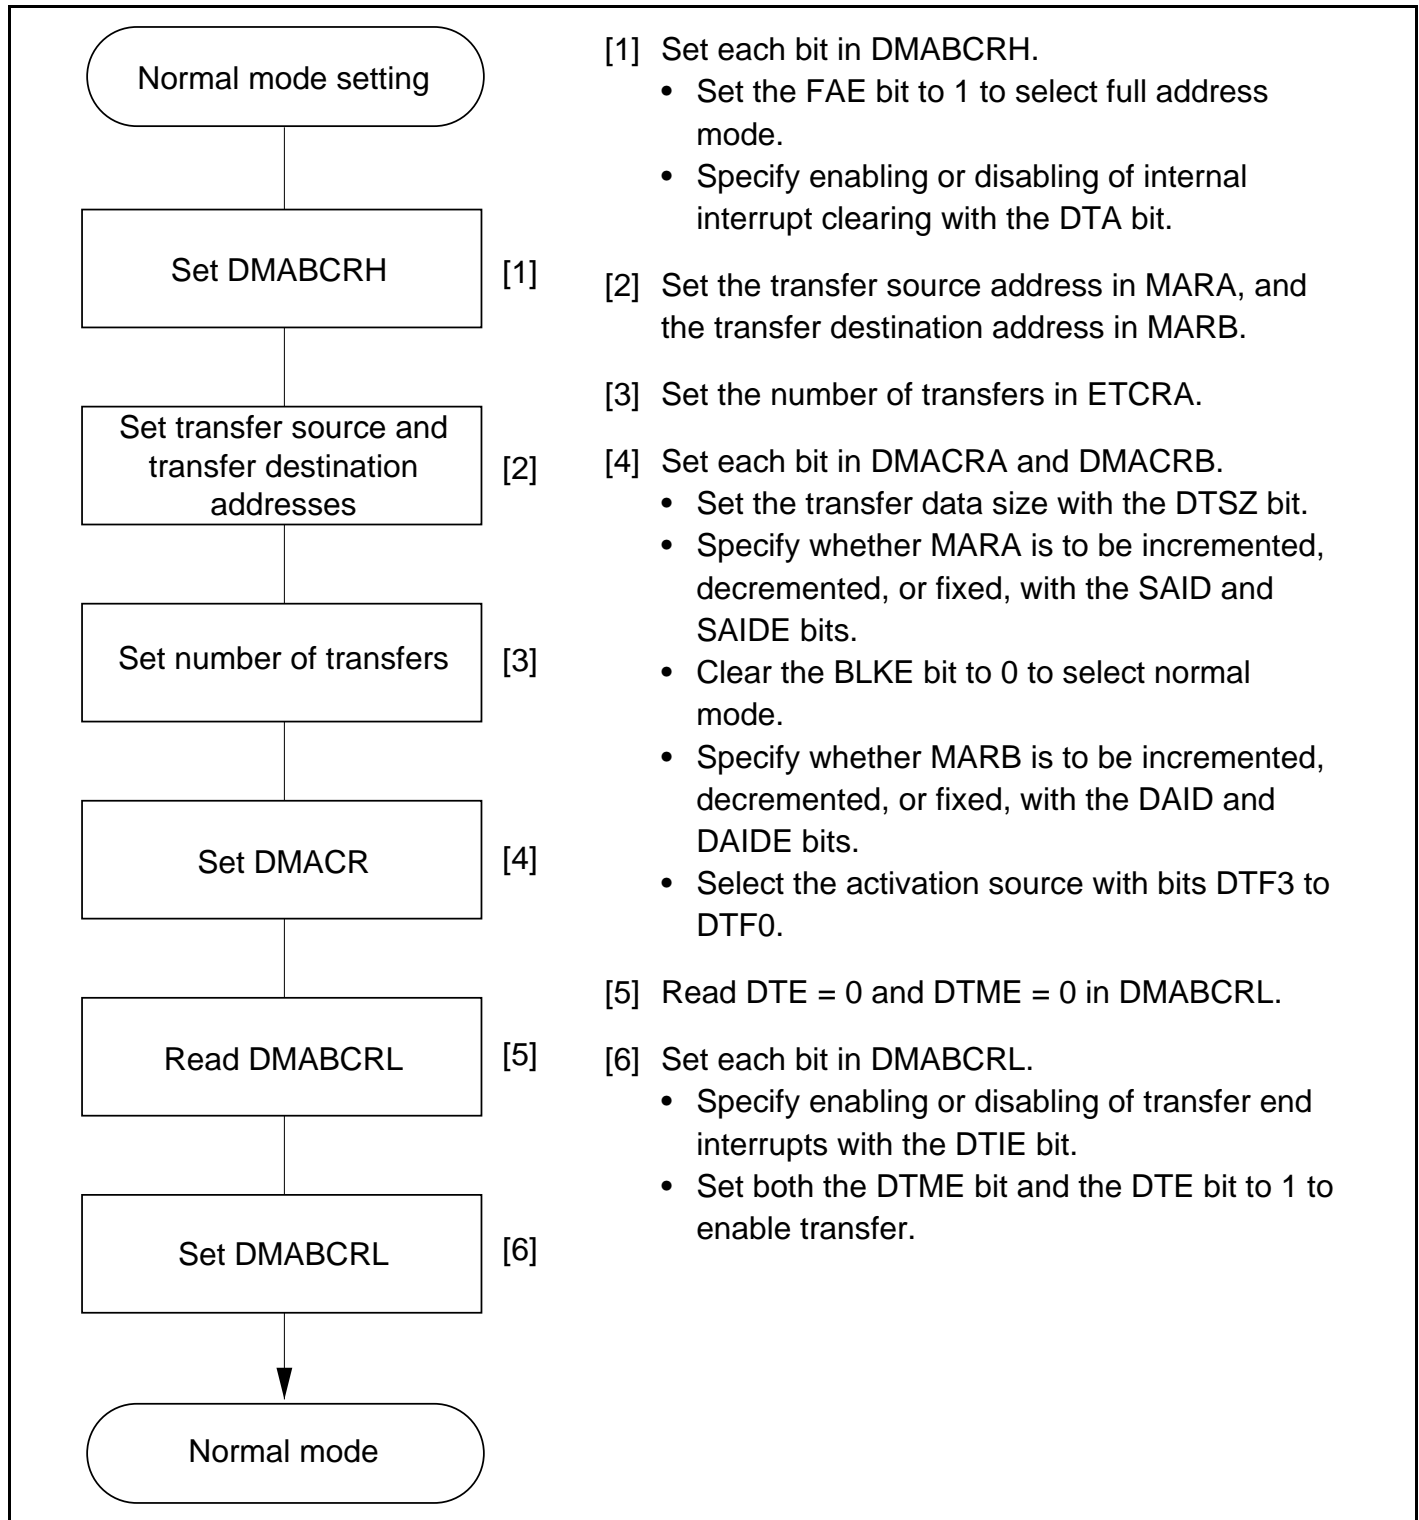 Normal mode setting
Set DMABCRH [1]
Set transfer source and
transfer destination
addresses
[2]
Set number of transfers [3]
Set DMACR [4]
Read DMABCRL [5]
Set DMABCRL [6]
Normal mode
[1] Set each bit in DMABCRH.
• Set the FAE bit to 1 to select full address
mode.
• Specify enabling or disabling of internal
interrupt clearing with the DTA bit.
[2] Set the transfer source address in MARA, and
the transfer destination address in MARB.
[3] Set the number of transfers in ETCRA.
[4] Set each bit in DMACRA and DMACRB.
• Set the transfer data size with the DTSZ bit.
• Specify whether MARA is to be incremented,
decremented, or fixed, with the SAID and
SAIDE bits.
• Clear the BLKE bit to 0 to select normal
mode.
• Specify whether MARB is to be incremented,
decremented, or fixed, with the DAID and
DAIDE bits.
• Select the activation source with bits DTF3 to
DTF0.
[5] Read DTE = 0 and DTME = 0 in DMABCRL.
[6] Set each bit in DMABCRL.
• Specify enabling or disabling of transfer end
interrupts with the DTIE bit.
• Set both the DTME bit and the DTE bit to 1 to
enable transfer.